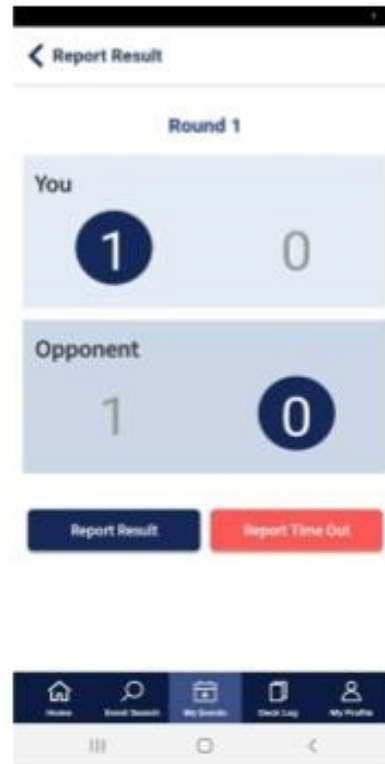 Report Result
Round 1
You
1 0
Opponent
1 0
Report Result Report Time Out
Home Event Search My Events Deck Log My Profile